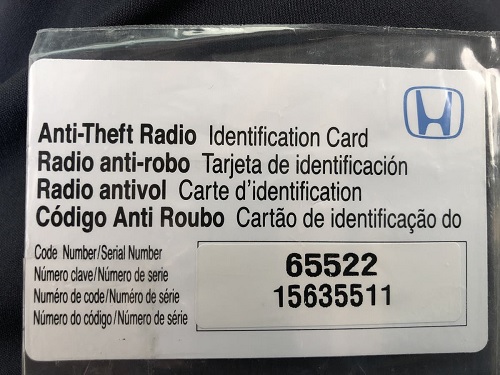 Anti-Theft Radio Identification Card
Radio anti-robo Tarjeta de identificación
Radio antivol Carte d'identification
Código Anti Roubo Cartão de identificação do
Code Number/Serial Number
Número clave/Número de serie
Numéro de code/Numéro de série
Número do código/Número de série
65522
15635511